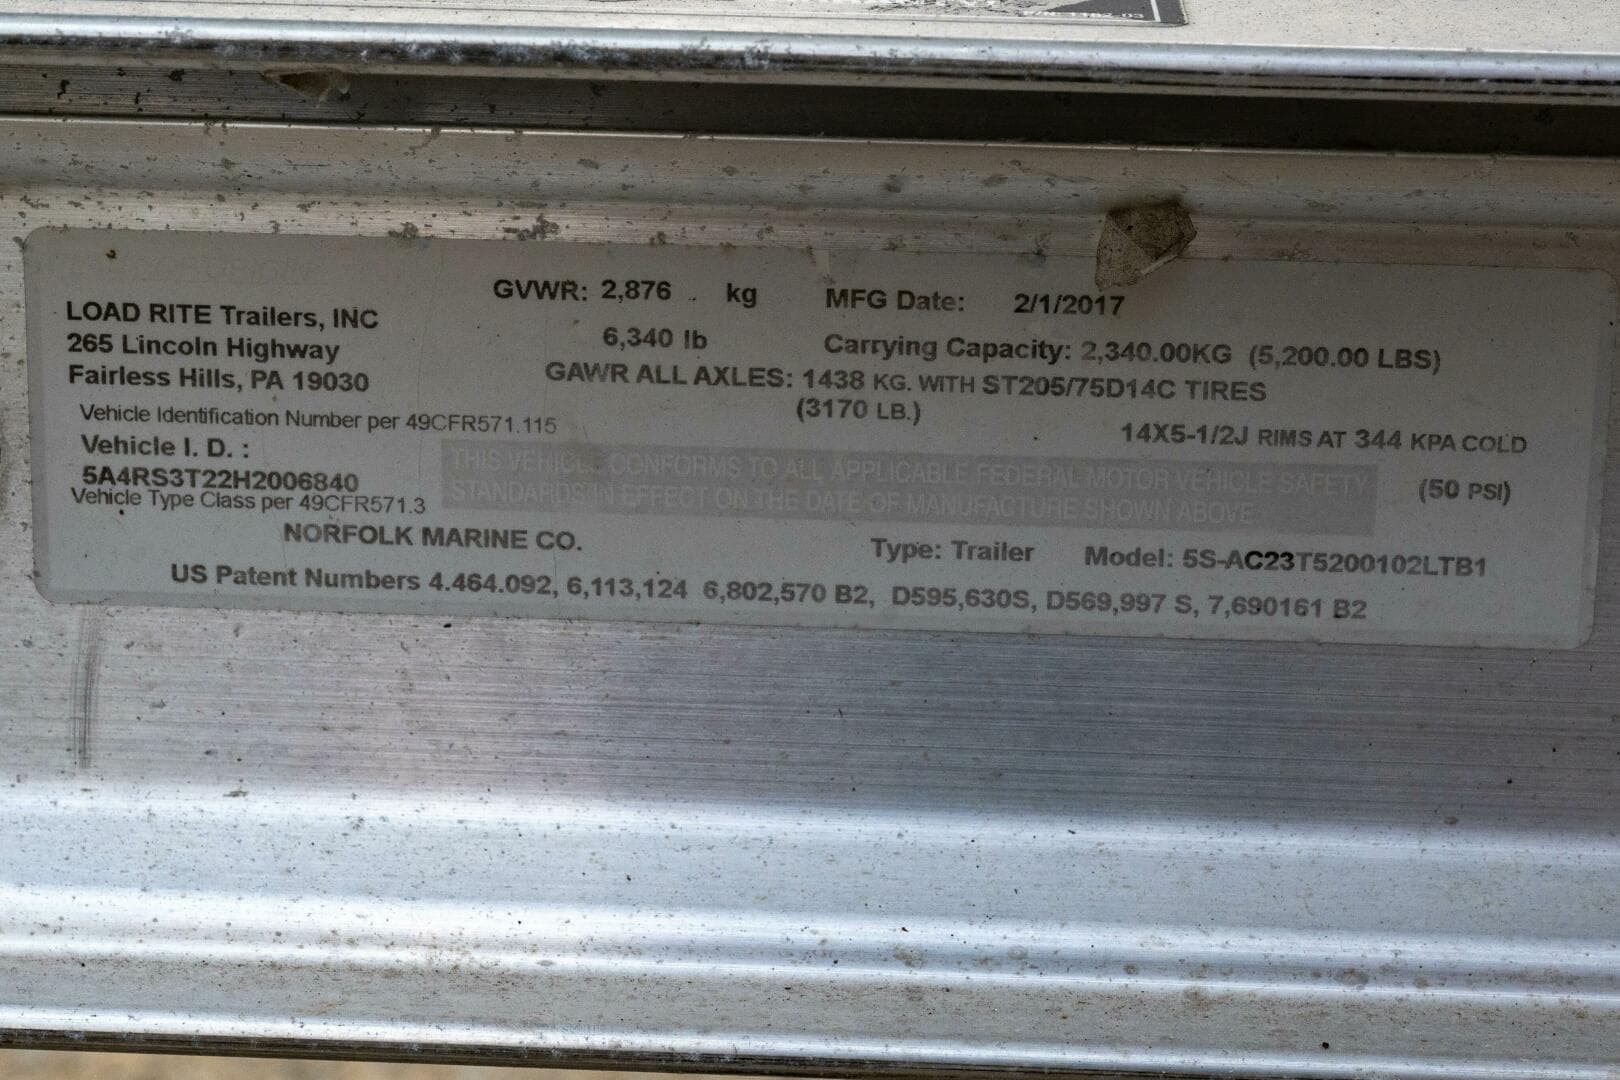 LOAD RITE Trailers, INC
265 Lincoln Highway
Fairless Hills, PA 19030
GVWR: 2,876 kg
6,340 lb
MFG Date: 2/1/2017
Carrying Capacity: 2,340.00KG (5,200.00 LBS)
GAWR ALL AXLES: 1438 KG. WITH ST205/75D14C TIRES
(3170 LB.)
14X5-1/2J RIMS AT 344 KPA COLD
(50 PSI)
Vehicle Identification Number per 49CFR571.115
Vehicle I. D. :
5A4RS3T22H2006840
Vehicle Type Class per 49CFR571.3
THIS VEHICLE CONFORMS TO ALL APPLICABLE FEDERAL MOTOR VEHICLE SAFETY
STANDARDS IN EFFECT ON THE DATE OF MANUFACTURE SHOWN ABOVE
NORFOLK MARINE CO.
Type: Trailer Model: 5S-AC23T5200102LTB1
US Patent Numbers 4.464.092, 6,113,124 6,802,570 B2, D595,630S, D569,997 S, 7,690161 B2